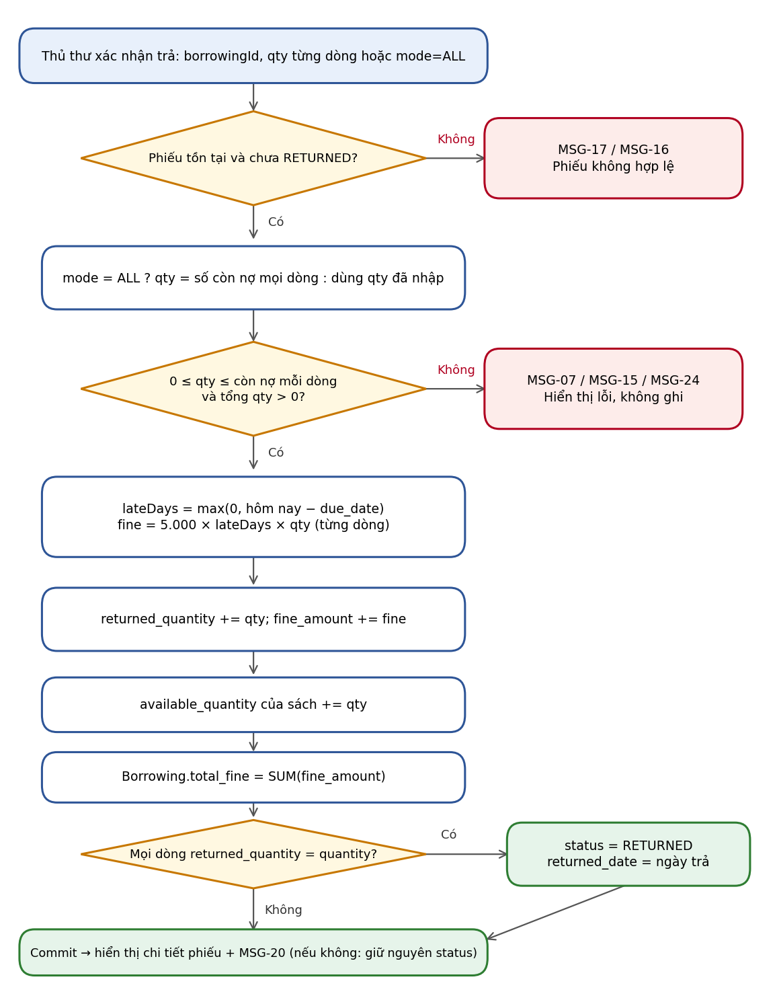 Thủ thư xác nhận trả: borrowingId, qty từng dòng hoặc mode=ALL
Phiếu tồn tại và chưa RETURNED?
Không
MSG-17 / MSG-16
Phiếu không hợp lệ
Có
mode = ALL ? qty = số còn nợ mọi dòng : dùng qty đã nhập
0 ≤ qty ≤ còn nợ mỗi dòng
và tổng qty > 0?
Không
MSG-07 / MSG-15 / MSG-24
Hiển thị lỗi, không ghi
Có
lateDays = max(0, hôm nay − due_date)
fine = 5.000 × lateDays × qty (từng dòng)
returned_quantity += qty; fine_amount += fine
available_quantity của sách += qty
Borrowing.total_fine = SUM(fine_amount)
Mọi dòng returned_quantity = quantity?
Có
status = RETURNED
returned_date = ngày trả
Không
Commit → hiển thị chi tiết phiếu + MSG-20 (nếu không: giữ nguyên status)